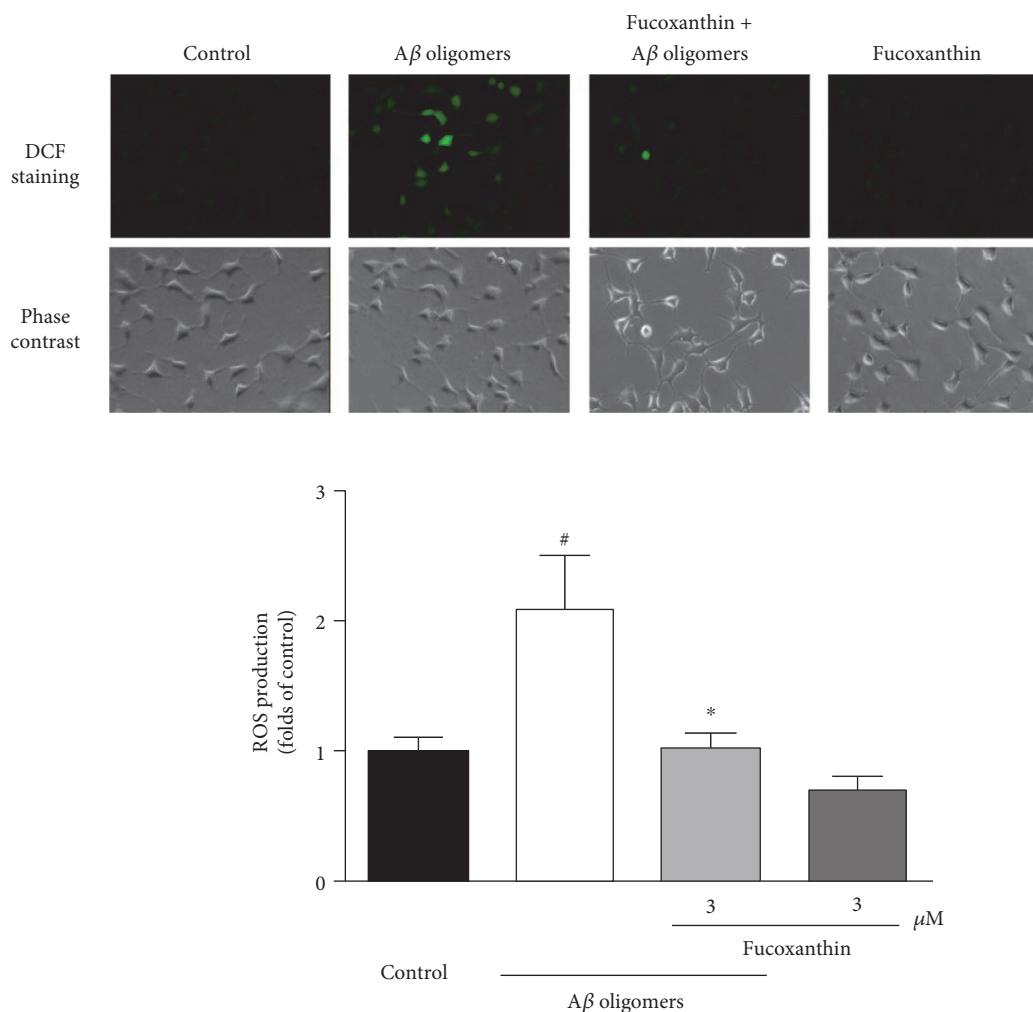 Control
Aβ oligomers
Fucoxanthin +
Aβ oligomers
Fucoxanthin
DCF
staining
Phase
contrast
ROS production
(folds of control)
3
2
1
0
#
*
3
3
μM
Fucoxanthin
Control
Aβ oligomers